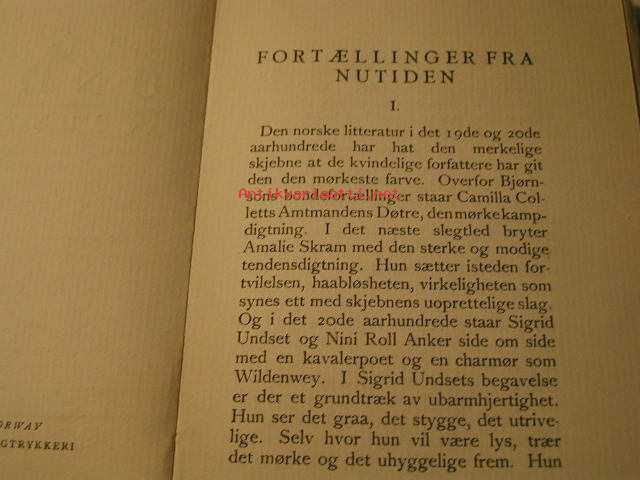 FORTÆLLINGER FRA
NUTIDEN
I.
Den norske litteratur i det 19de og 20de
aarhundrede har hat den merkelige
skjebne at de kvindelige forfattere har git
den den mørkeste farve. Overfor Bjørn-
sons bondefortællinger staar Camilla Col-
letts Amtmandens Døtre, den mørke kamp-
digtning. I det næste slegtled bryter
Amalie Skram med den sterke og modige
tendensdigtning. Hun sætter isteden for-
tvilelsen, haabløsheten, virkeligheten som
synes ett med skjebnens uoprettelige slag.
Og i det 20de aarhundrede staar Sigrid
Undset og Nini Roll Anker side om side
med en kavalerpoet og en charmør som
Wildenwey. I Sigrid Undsets begavelse
er der et grundtræk av ubarmhjertighet.
Hun ser det graa, det stygge, det utrive-
lige. Selv hvor hun vil være lys, trær
det mørke og det uhyggelige frem. Hun
ORWAY
GTRYKKERI